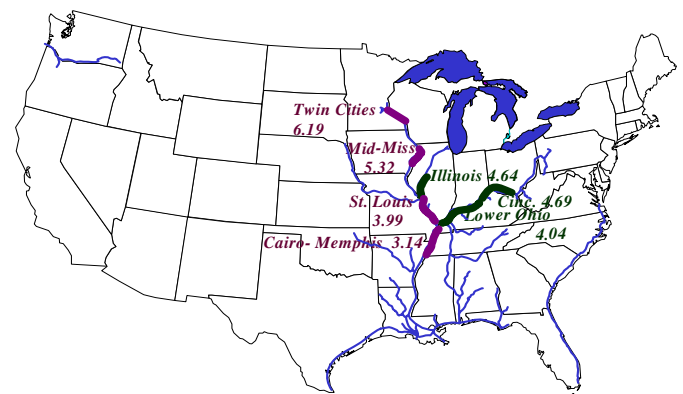 Twin Cities
6.19
Mid-Miss
5.32
Illinois 4.64
St. Louis
3.99
Cinc. 4.69
Lower Ohio
4.04
Cairo- Memphis 3.14